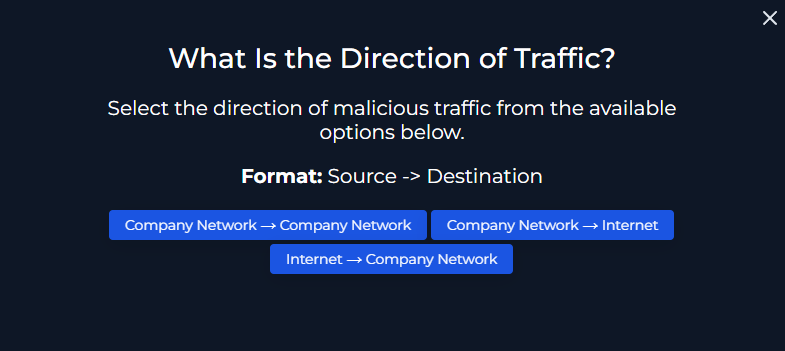 What Is the Direction of Traffic?
Select the direction of malicious traffic from the available
options below.
Format: Source -> Destination
Company Network → Company Network
Company Network → Internet
Internet → Company Network